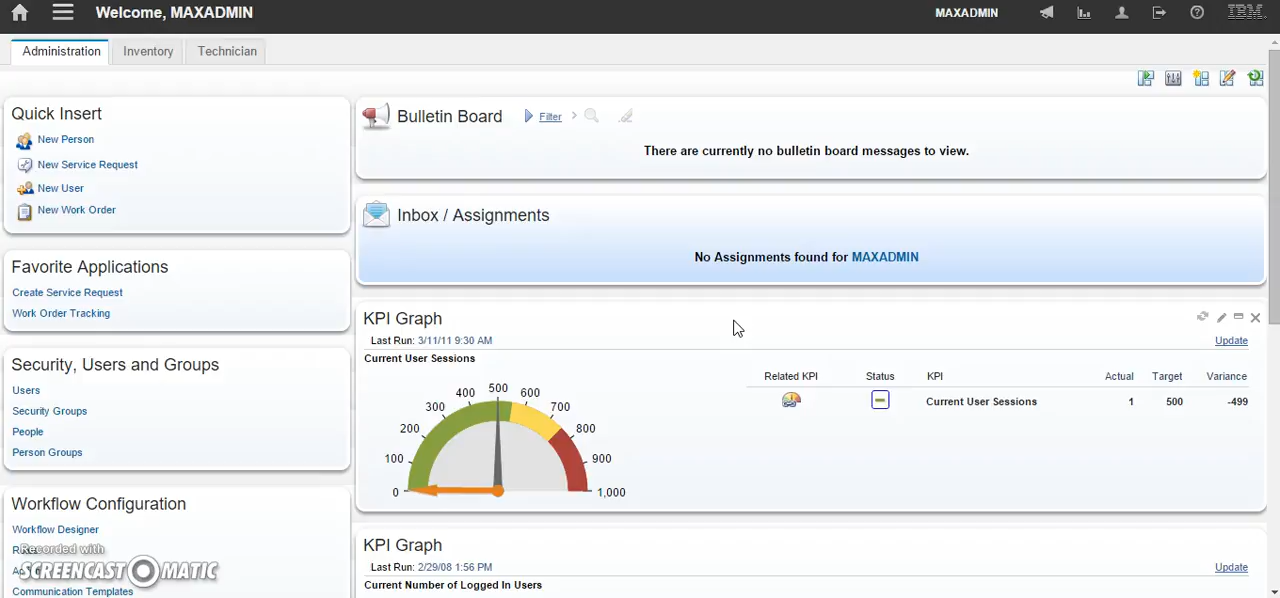 Welcome, MAXADMIN
MAXADMIN
IBM
Administration
Inventory
Technician
Quick Insert
New Person
New Service Request
New User
New Work Order
Favorite Applications
Create Service Request
Work Order Tracking
Security, Users and Groups
Users
Security Groups
People
Person Groups
Workflow Configuration
Workflow Designer
Recorded with
SCREENCAST-O-MATIC
Communication Templates
Bulletin Board
Filter
There are currently no bulletin board messages to view.
Inbox / Assignments
No Assignments found for MAXADMIN
KPI Graph
Last Run: 3/11/11 9:30 AM
Update
Current User Sessions
0
100
200
300
400
500
600
700
800
900
1,000
Related KPI Status KPI Actual Target Variance
Current User Sessions 1 500 -499
KPI Graph
Last Run: 2/29/08 1:56 PM
Update
Current Number of Logged In Users